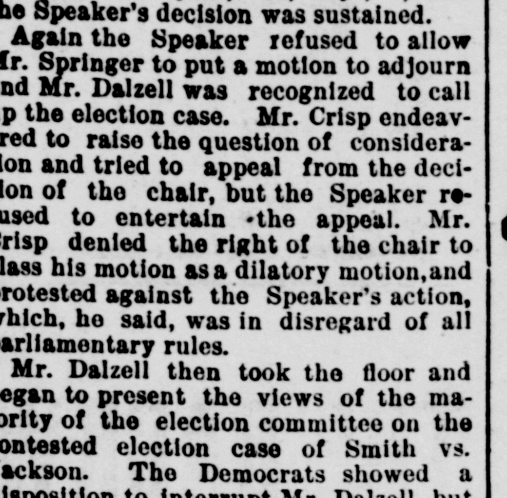 he Speaker's decision was sustained.
Again the Speaker refused to allow
fr. Springer to put a motion to adjourn
nd Mr. Dalzell was recognized to call
p the election case. Mr. Crisp endeav-
red to raise the question of considera-
ion and tried to appeal from the deci-
ion of the chair, but the Speaker re-
used to entertain the appeal. Mr.
risp denied the right of the chair to
lass his motion as a dilatory motion, and
rotested against the Speaker's action,
hich, he said, was in disregard of all
arliamentary rules.
Mr. Dalzell then took the floor and
egan to present the views of the ma-
ority of the election committee on the
ontested election case of Smith vs.
ackson. The Democrats showed a
isposition to interrupt Mr. Dalzell but